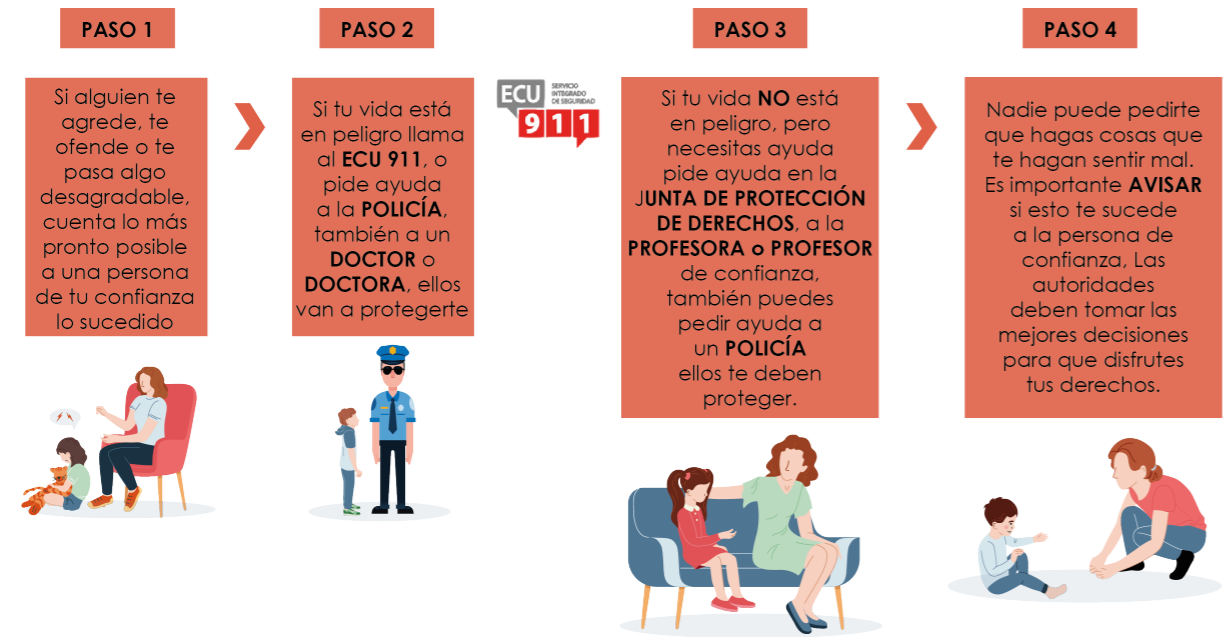 PASO 1
Si alguien te
agrede, te
ofende o te
pasa algo
desagradable,
cuenta lo más
pronto posible
a una persona
de tu confianza
lo sucedido
PASO 2
Si tu vida está
en peligro llama
al ECU 911, o
pide ayuda
a la POLICÍA,
también a un
DOCTOR o
DOCTORA, ellos
van a protegerte
ECU
SERVICIO
INTEGRADO
DE SEGURIDAD
911
PASO 3
Si tu vida NO está
en peligro, pero
necesitas ayuda
pide ayuda en la
JUNTA DE PROTECCIÓN
DE DERECHOS, a la
PROFESORA o PROFESOR
de confianza,
también puedes
pedir ayuda a
un POLICÍA
ellos te deben
proteger.
PASO 4
Nadie puede pedirte
que hagas cosas que
te hagan sentir mal.
Es importante AVISAR
si esto te sucede
a la persona de
confianza, Las
autoridades
deben tomar las
mejores decisiones
para que disfrutes
tus derechos.